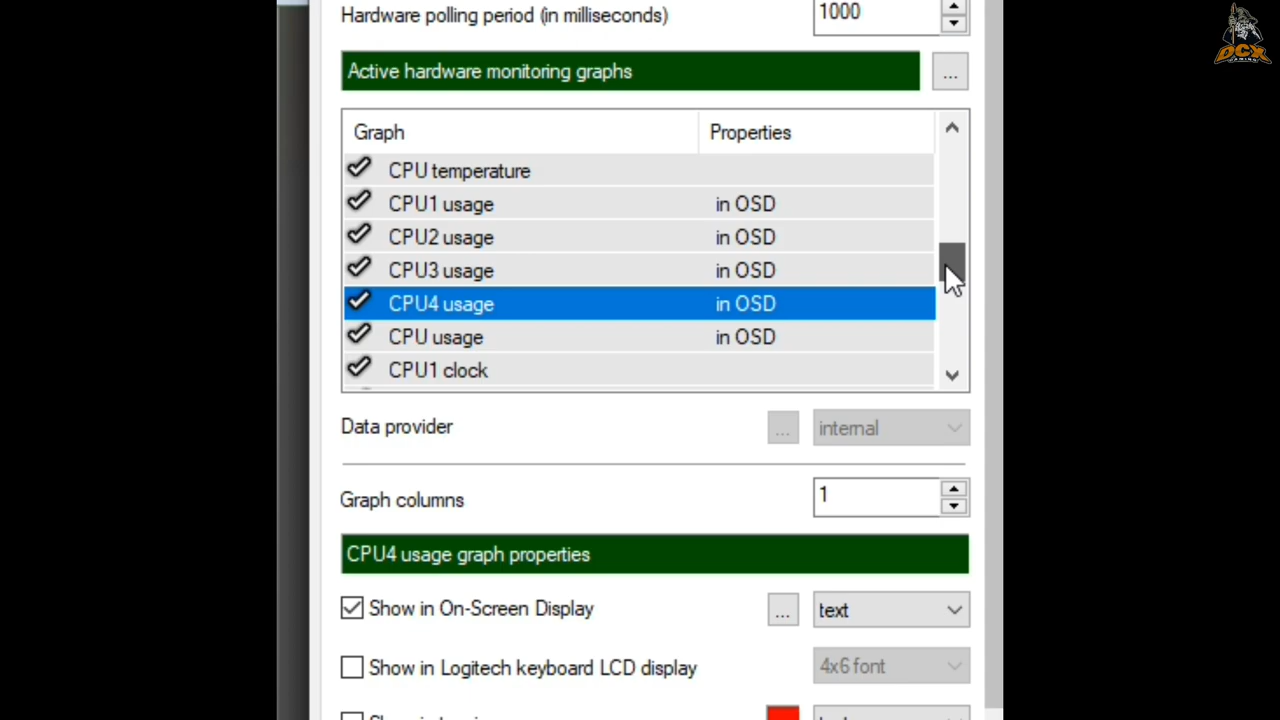 Hardware polling period (in milliseconds) 1000
Active hardware monitoring graphs ...
Graph Properties
CPU temperature
CPU1 usage in OSD
CPU2 usage in OSD
CPU3 usage in OSD
CPU4 usage in OSD
CPU usage in OSD
CPU1 clock
Data provider ... internal
Graph columns 1
CPU4 usage graph properties
Show in On-Screen Display ... text
Show in Logitech keyboard LCD display 4x6 font
DCX
GAMING